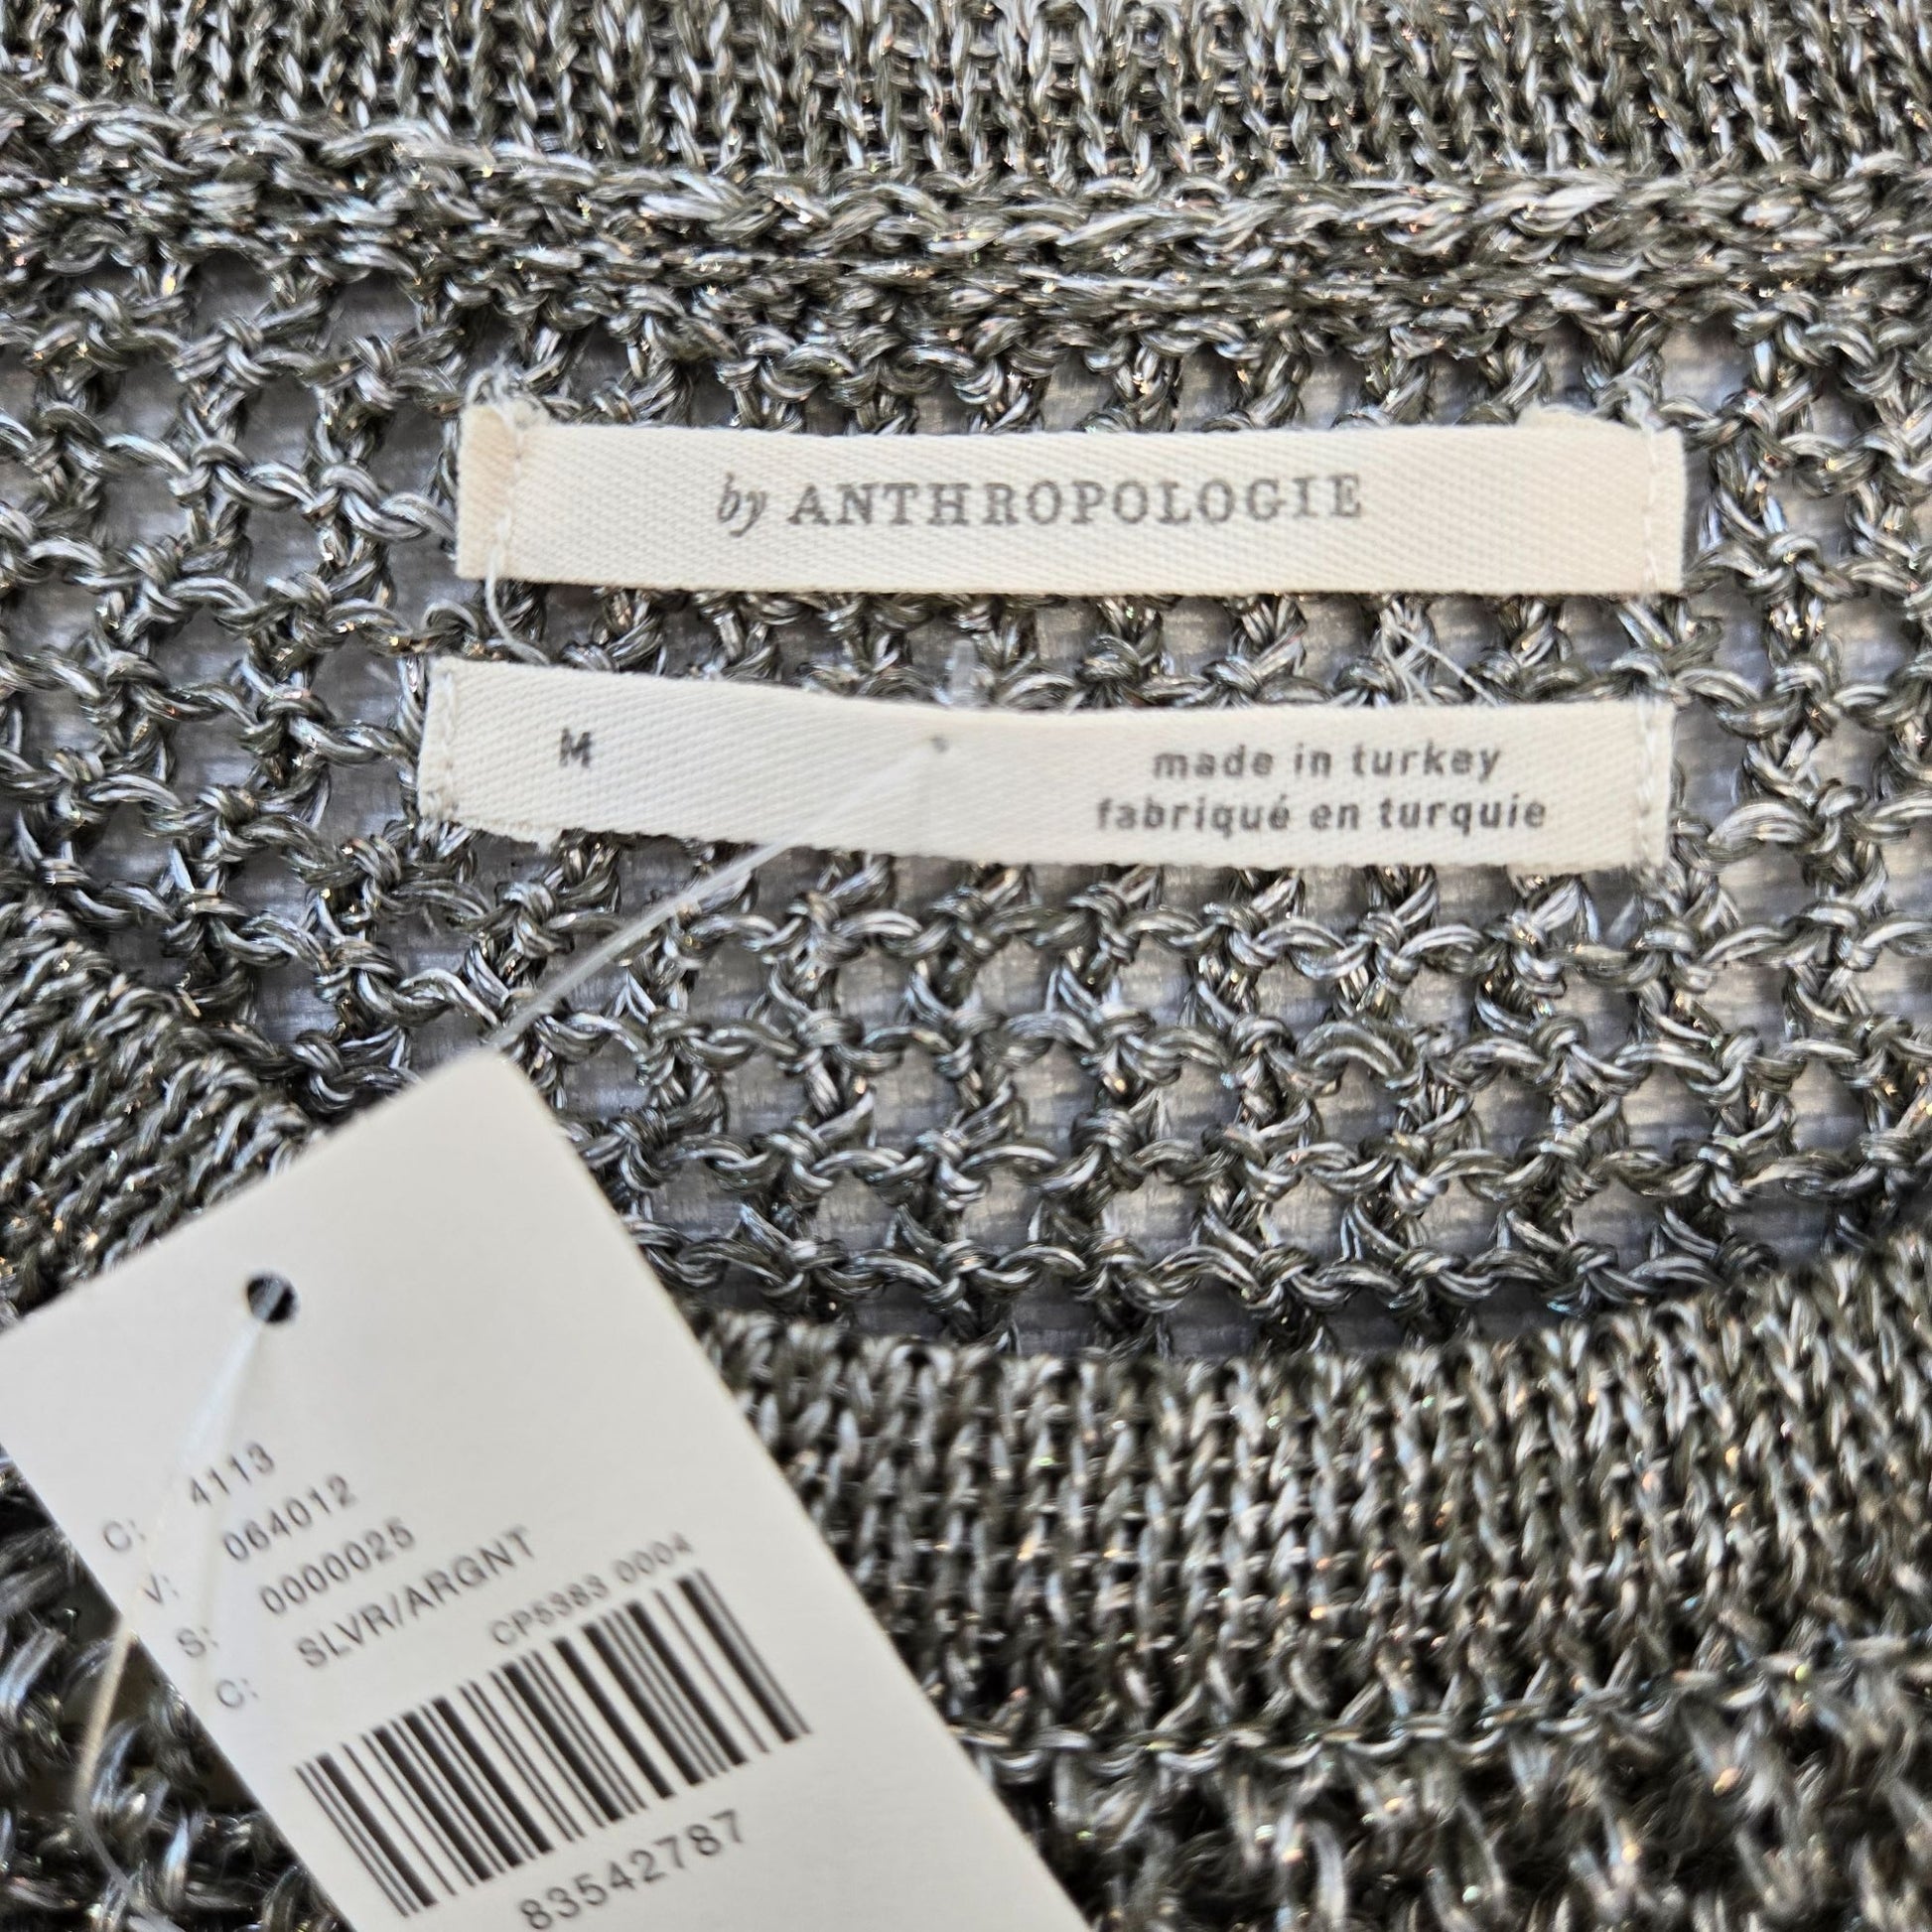 by ANTHROPOLOGIE
M
made in turkey
fabriqué en turquie
C: 4113
V: 064012
S: 0000025
C: SLVR/ARGNT
CP5383 0004
83542787